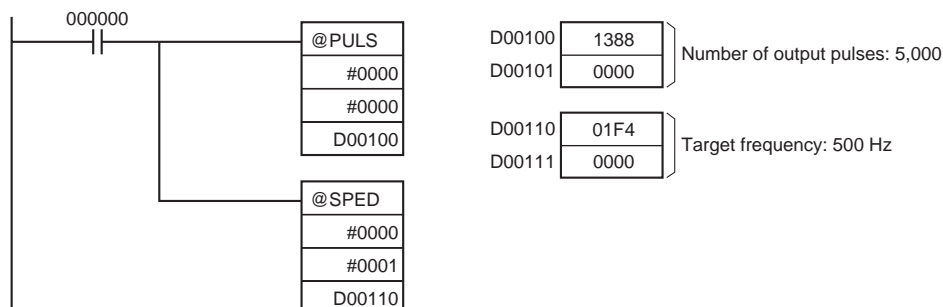 000000
@PULS
#0000
#0000
D00100
@SPED
#0000
#0001
D00110
D00100 1388
D00101 0000
Number of output pulses: 5,000
D00110 01F4
D00111 0000
Target frequency: 500 Hz